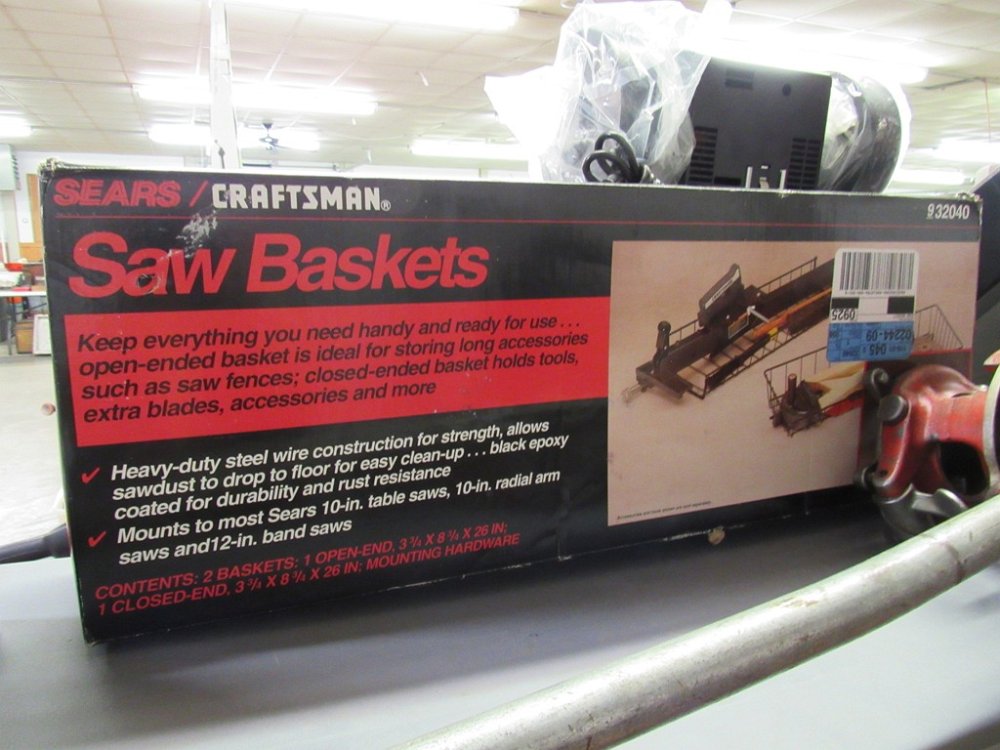 SEARS / CRAFTSMAN®
9 32040
Saw Baskets
Keep everything you need handy and ready for use...
open-ended basket is ideal for storing long accessories
such as saw fences; closed-ended basket holds tools,
extra blades, accessories and more
✓ Heavy-duty steel wire construction for strength, allows
sawdust to drop to floor for easy clean-up... black epoxy
coated for durability and rust resistance
✓ Mounts to most Sears 10-in. table saws, 10-in. radial arm
saws and12-in. band saws
CONTENTS: 2 BASKETS: 1 OPEN-END, 3 3/4 X 8 3/4 X 26 IN;
1 CLOSED-END, 3 3/4 X 8 3/4 X 26 IN; MOUNTING HARDWARE
0925
02244-09
045